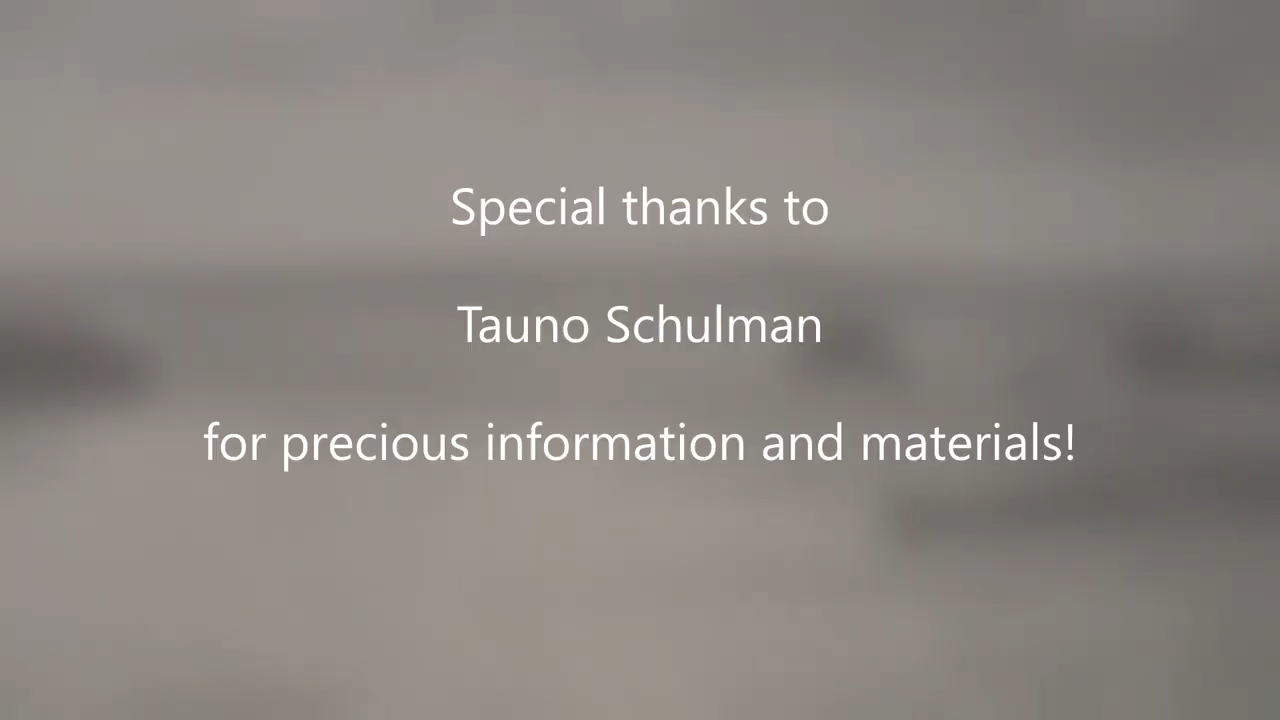 Special thanks to
Tauno Schulman
for precious information and materials!